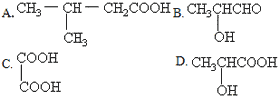 A. CH₃—CH—CH₂COOH B. CH₃CHCHO
CH₃ OH
C. COOH D. CH₃CHCOOH
COOH OH